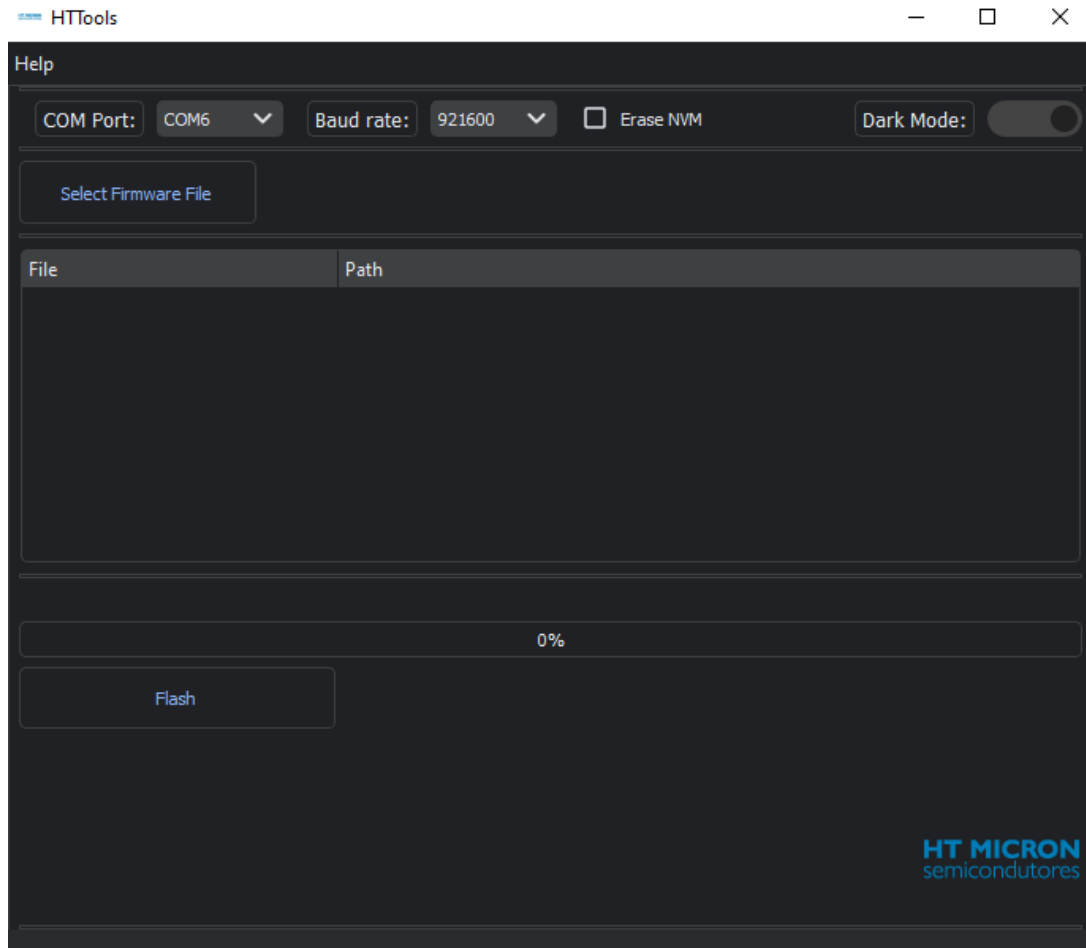 HTTools
Help
COM Port: COM6 Baud rate: 921600 Erase NVM Dark Mode:
Select Firmware File
File Path
0%
Flash
HT MICRON
semicondutores